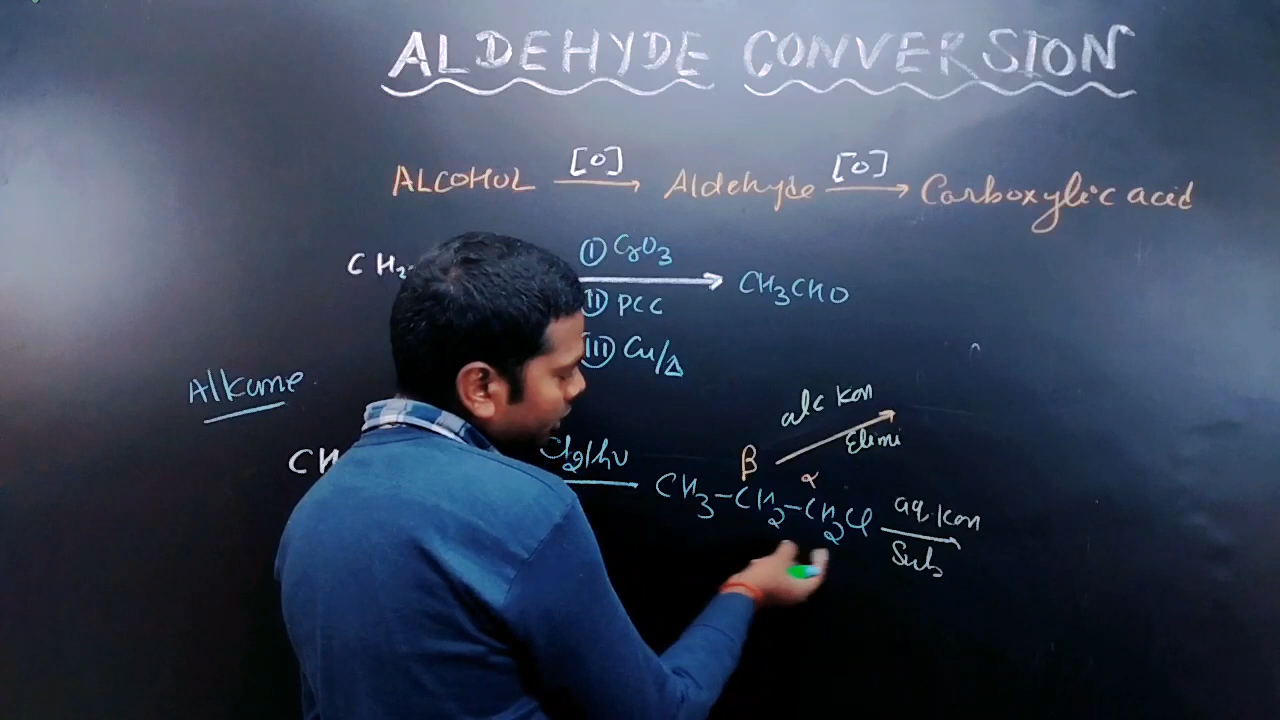 ALDEHYDE CONVERSION
ALCOHOL [O] Aldehyde [O] Carboxylic acid
CH₂ Ⓘ CrO₃ CH₃CHO
Ⓘⓘ PCC
III Cu/Δ
Alkane
alc KOH
Elimi
CH Cl₂/hν CH₃-CH₂-CH₂Cl aq. KOH
β α
Sub